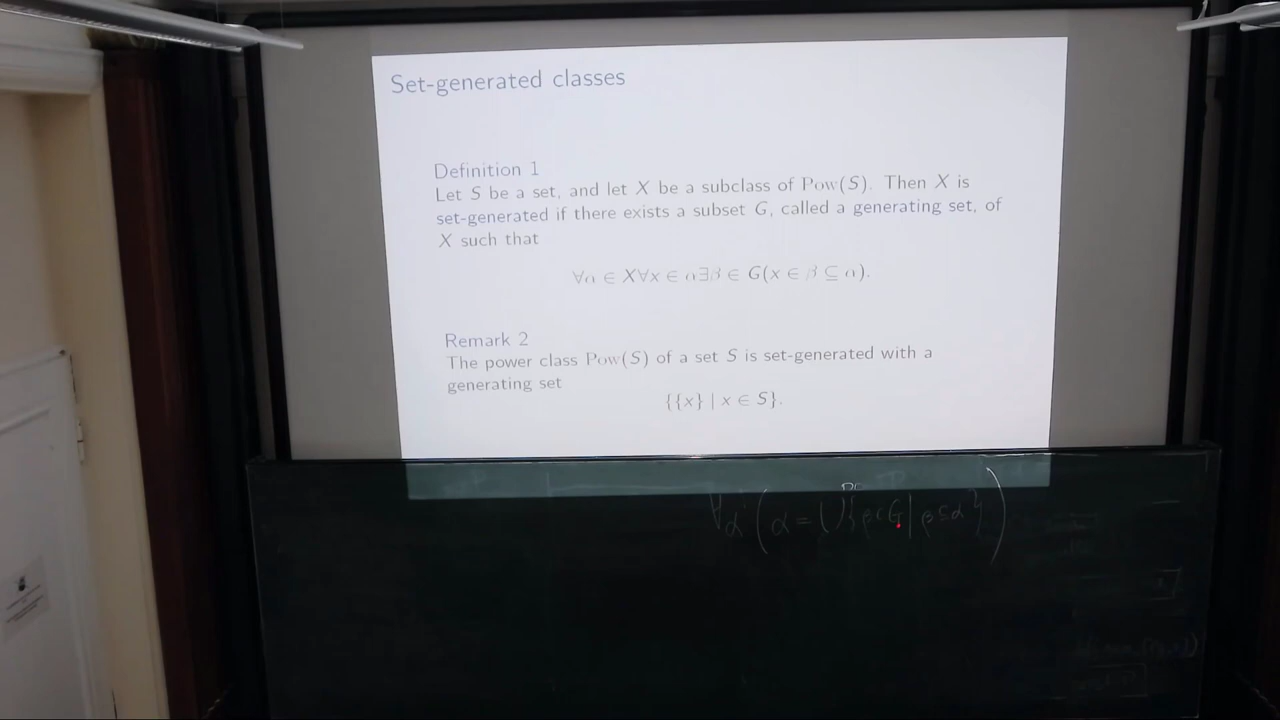 Set-generated classes
Definition 1
Let S be a set, and let X be a subclass of Pow(S). Then X is
set-generated if there exists a subset G, called a generating set, of
X such that
∀α ∈ X∀x ∈ α∃β ∈ G(x ∈ β ⊆ α).
Remark 2
The power class Pow(S) of a set S is set-generated with a
generating set
{{x} | x ∈ S}.
∀α(α = ⋃{β∈G | β⊆α})